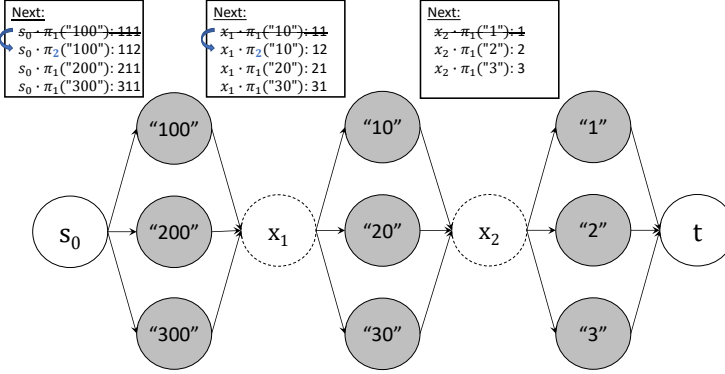 Next:
s₀ · π₁("100"): 111
s₀ · π₂("100"): 112
s₀ · π₁("200"): 211
s₀ · π₁("300"): 311
Next:
x₁ · π₁("10"): 11
x₁ · π₂("10"): 12
x₁ · π₁("20"): 21
x₁ · π₁("30"): 31
Next:
x₂ · π₁("1"): 1
x₂ · π₁("2"): 2
x₂ · π₁("3"): 3
“100” “10” “1”
s₀ “200” x₁ “20” x₂ “2” t
“300” “30” “3”